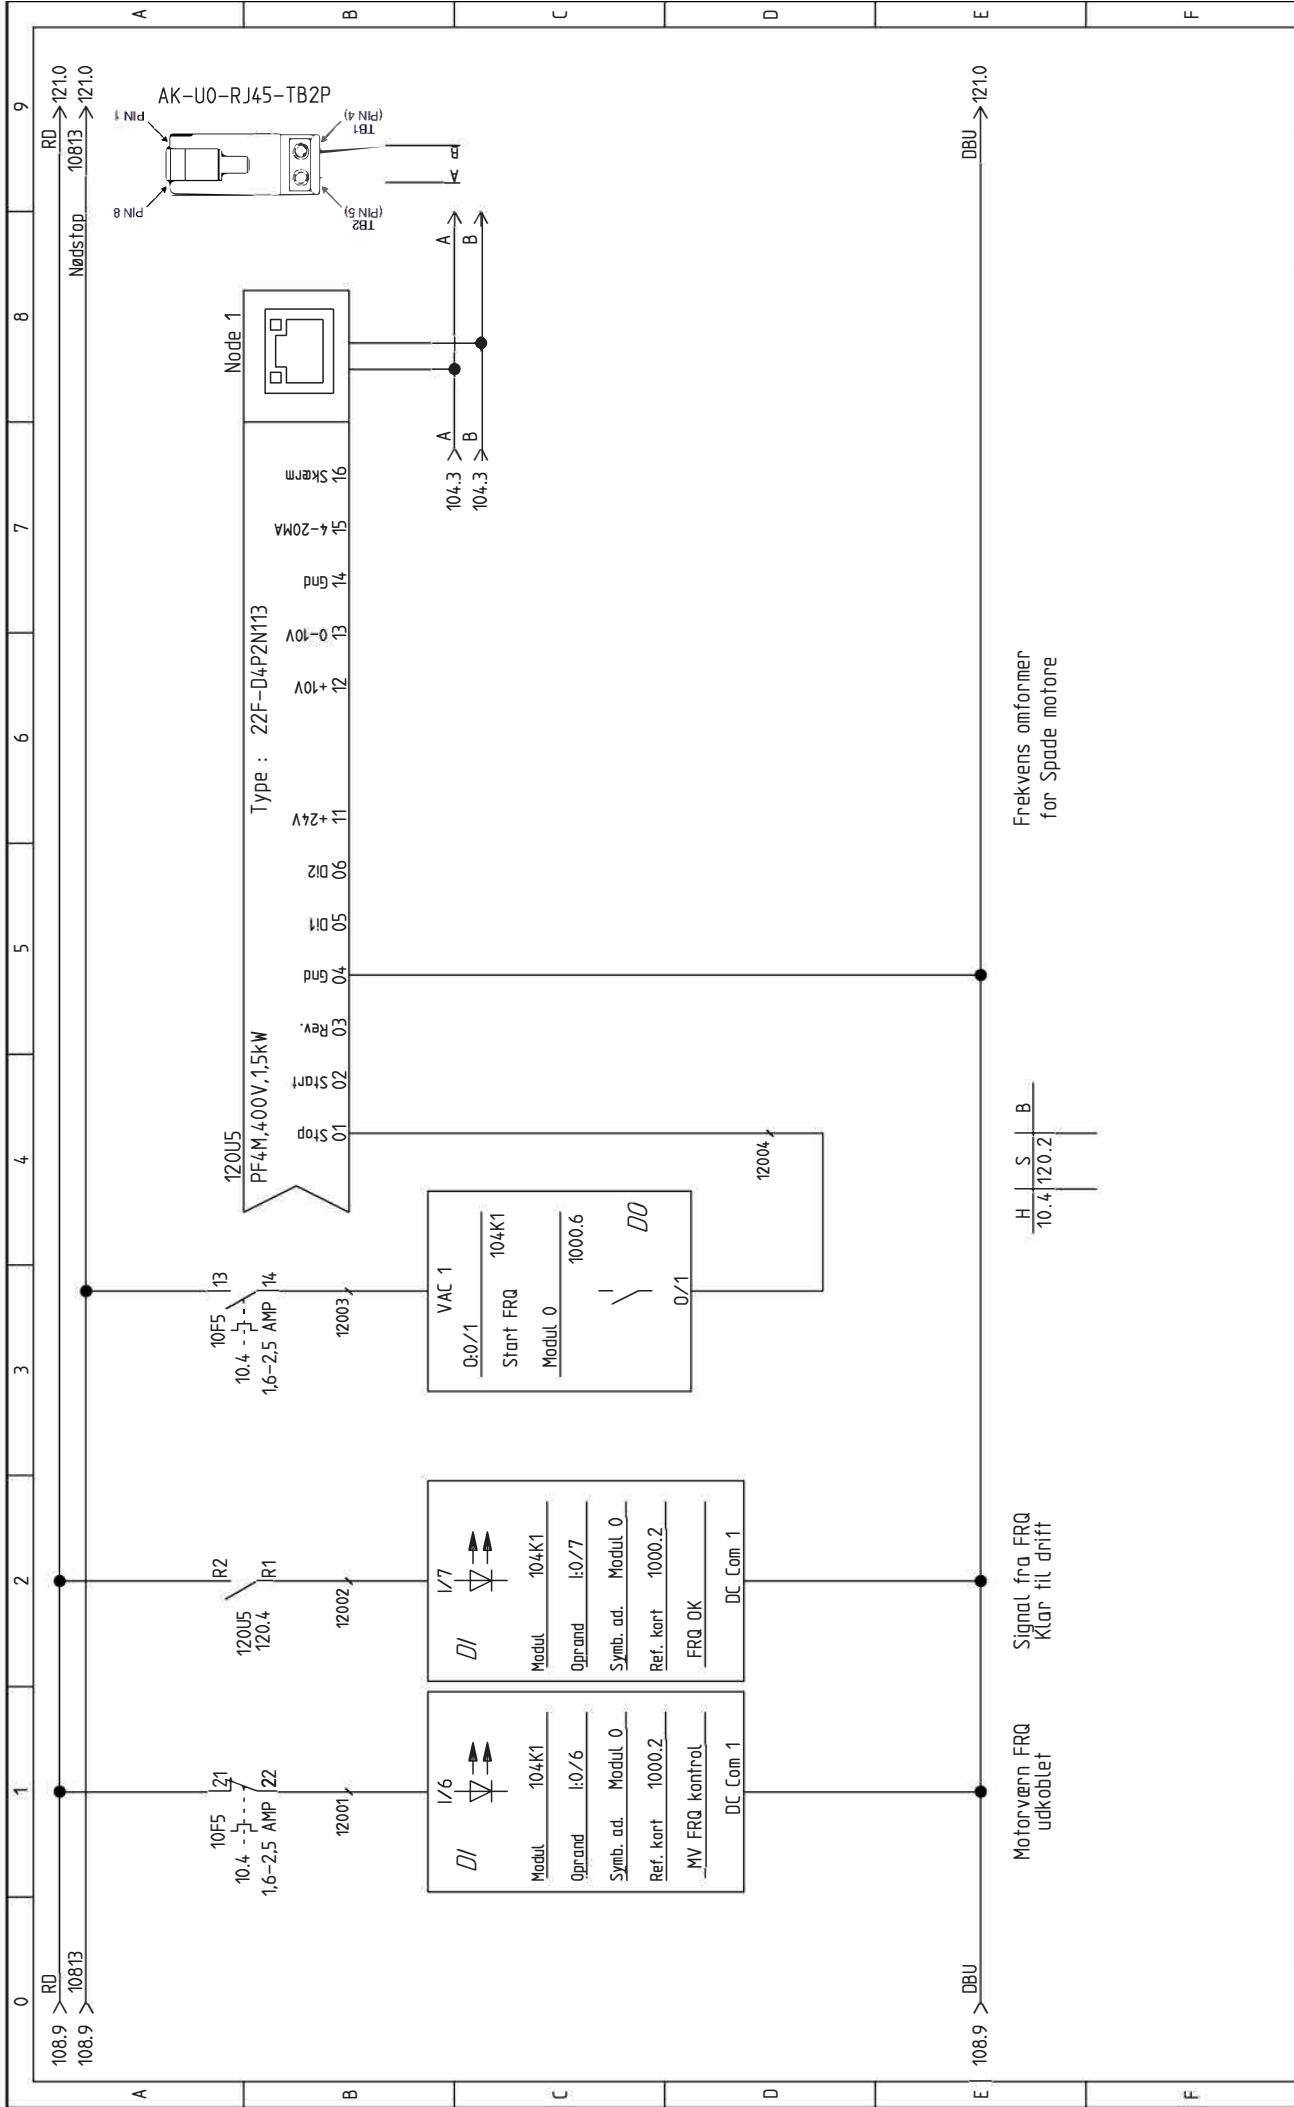 0 1 2 3 4 5 6 7 8 9
A
B
C
D
E
F
A
B
C
D
E
F
108.9 RD
108.9 10813
RD 121.0
Nødstop 10813 121.0
10F5
10.4
1,6-2,5 AMP
21
22
12001
120U5
120.4
R2
R1
12002
10F5
10.4
1,6-2,5 AMP
13
14
12003
120U5
PF4M,400V,1,5kW
Type : 22F-D4P2N113
Stop 01
Start 02
Rev. 03
Gnd 04
Di1 05
Di2 06
+24V 11
+10V 12
0-10V 13
Gnd 14
4-20MA 15
Skærm 16
Node 1
AK-U0-RJ45-TB2P
PIN 8
PIN 1
TB2
(PIN 5)
TB1
(PIN 4)
A
B
104.3 A A
104.3 B B
DI I/6
Modul 104K1
Oprand I:0/6
Symb. ad. Modul 0
Ref. kort 1000.2
MV FRQ kontrol
DC Com 1
DI I/7
Modul 104K1
Oprand I:0/7
Symb. ad. Modul 0
Ref. kort 1000.2
FRQ OK
DC Com 1
VAC 1
O:0/1
104K1
Start FRQ
Modul 0
1000.6
DO
O/1
12004
108.9 DBU
DBU 121.0
Motorværn FRQ
udkoblet
Signal fra FRQ
Klar til drift
H S B
10.4 120.2
Frekvens omformer
for Spade motore